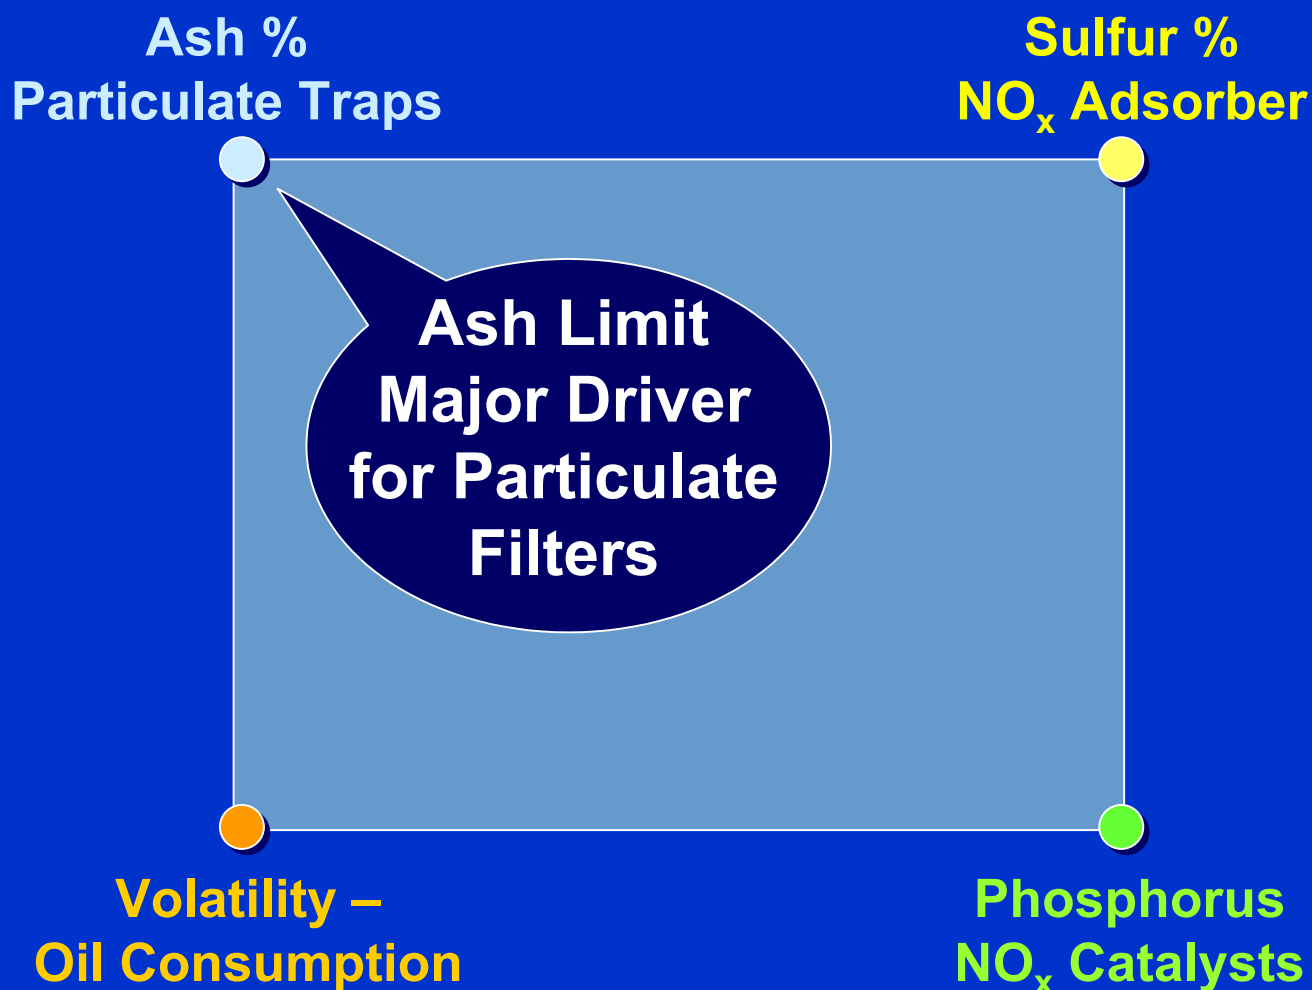 Ash %
Particulate Traps
Sulfur %
NOx Adsorber
Ash Limit
Major Driver
for Particulate
Filters
Volatility –
Oil Consumption
Phosphorus
NOx Catalysts